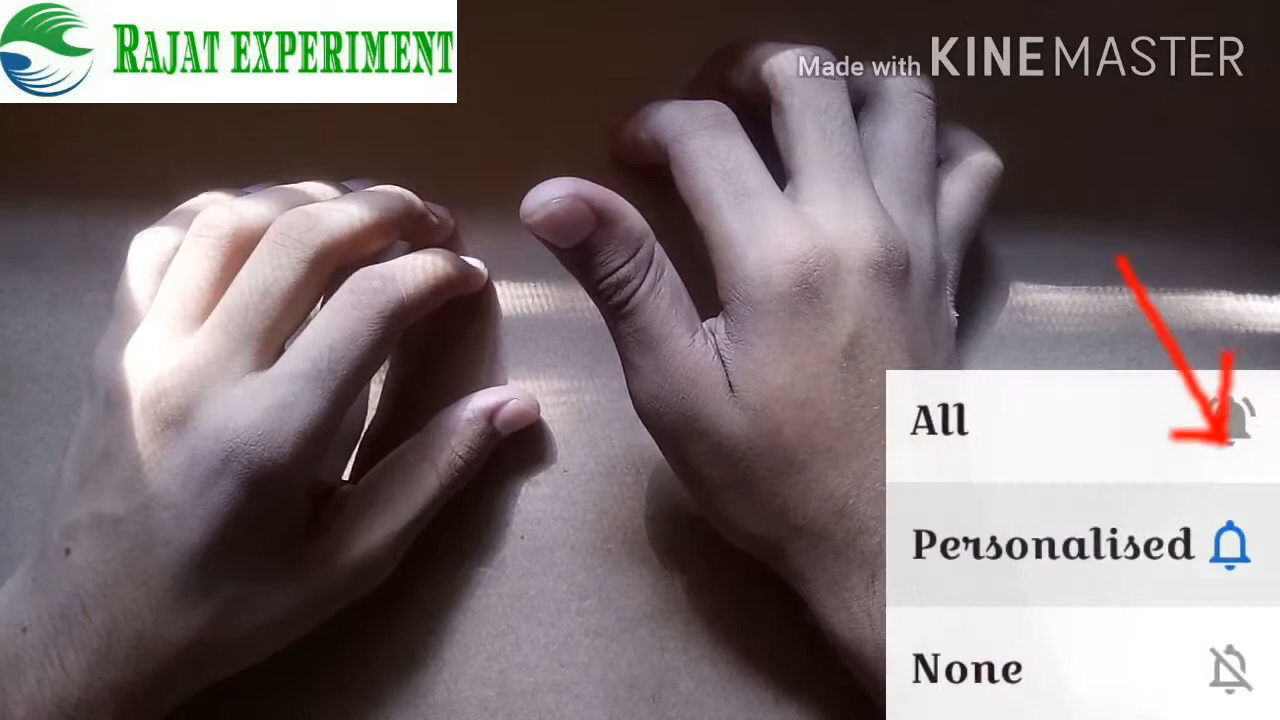 RAJAT EXPERIMENT
Made with KINEMASTER
All
Personalised
None